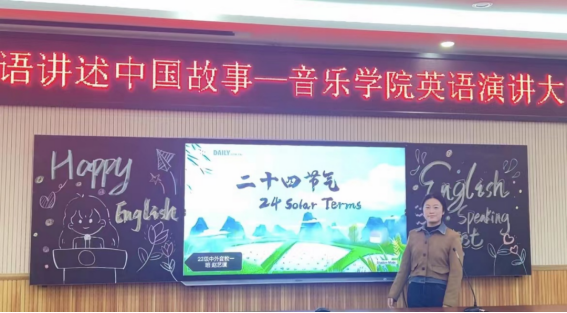 语讲述中国故事—音乐学院英语演讲大
Happy
English
DAILY
二十四节气
24 Solar Terms
English
Speaking